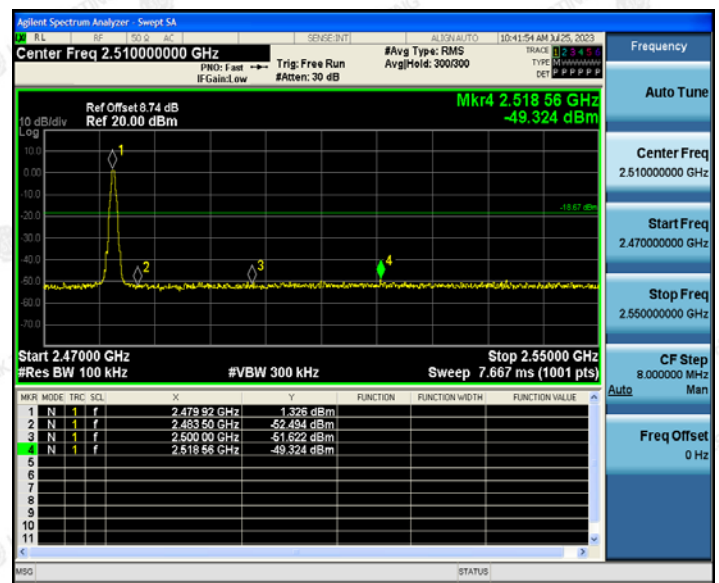 Agilent Spectrum Analyzer - Swept SA
RL RF 50 Ω AC SENSE:INT ALIGNAUTO 10:41:54 AM Jul 25, 2023
Center Freq 2.510000000 GHz
PNO: Fast
IFGain:Low
Trig: Free Run
#Atten: 30 dB
#Avg Type: RMS
Avg|Hold: 300/300
TRACE 1 2 3 4 5 6
TYPE M
DET P P P P P P
Ref Offset 8.74 dB
Ref 20.00 dBm
10 dB/div
Log
Mkr4 2.518 56 GHz
-49.324 dBm
10.0
0.00
-10.0
-20.0
-30.0
-40.0
-50.0
-60.0
-70.0
1
2
3
4
-18.67 dBm
Start 2.47000 GHz Stop 2.55000 GHz
#Res BW 100 kHz #VBW 300 kHz Sweep 7.667 ms (1001 pts)
MKR MODE TRC SCL X Y FUNCTION FUNCTION WIDTH FUNCTION VALUE
1 N 1 f 2.479 92 GHz 1.326 dBm
2 N 1 f 2.483 50 GHz -52.494 dBm
3 N 1 f 2.500 00 GHz -51.622 dBm
4 N 1 f 2.518 56 GHz -49.324 dBm
5
6
7
8
9
10
11
MSG STATUS
Frequency
Auto Tune
Center Freq
2.510000000 GHz
Start Freq
2.470000000 GHz
Stop Freq
2.550000000 GHz
CF Step
8.000000 MHz
Auto Man
Freq Offset
0 Hz